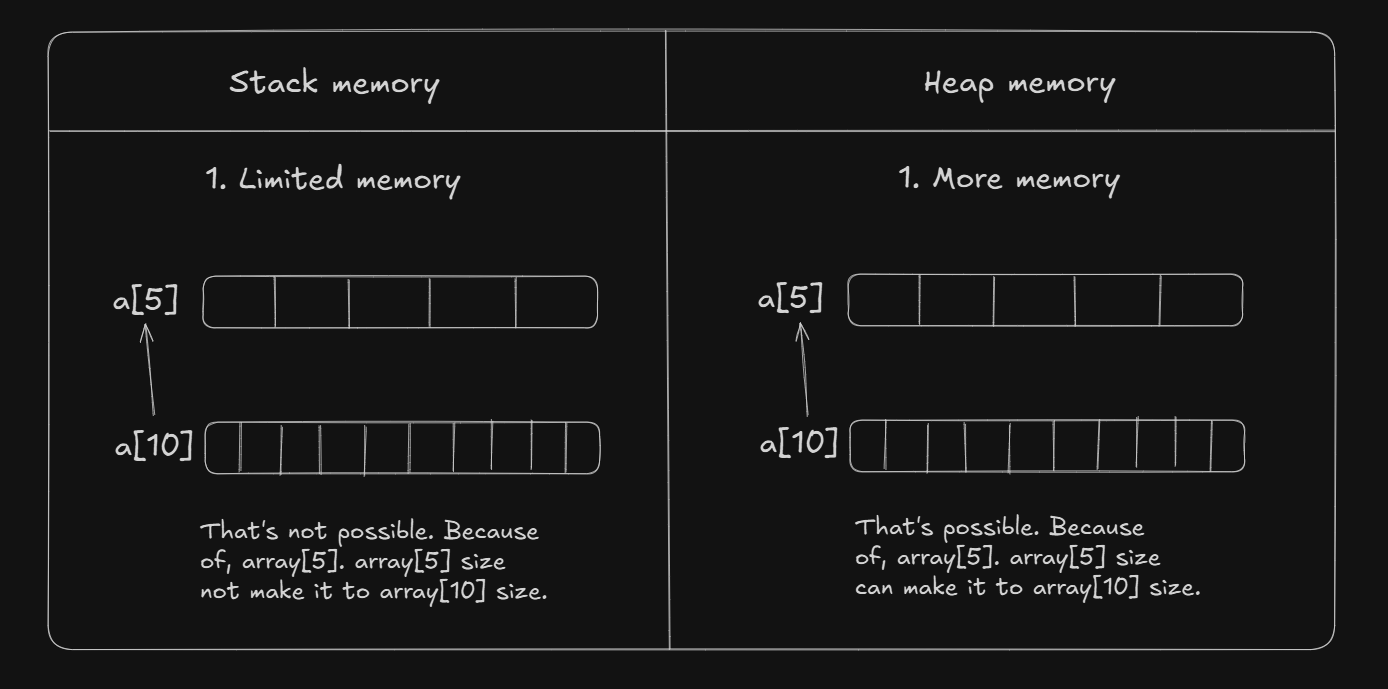 Stack memory
Heap memory
1. Limited memory
a[5]
a[10]
That's not possible. Because
of, array[5]. array[5] size
not make it to array[10] size.
1. More memory
a[5]
a[10]
That's possible. Because
of, array[5]. array[5] size
can make it to array[10] size.